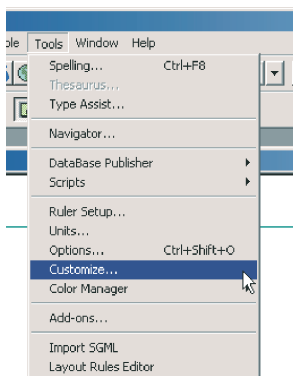 Tools Window Help
Spelling... Ctrl+F8
Thesaurus...
Type Assist...
Navigator...
DataBase Publisher
Scripts
Ruler Setup...
Units...
Options... Ctrl+Shift+O
Customize...
Color Manager
Add-ons...
Import SGML
Layout Rules Editor